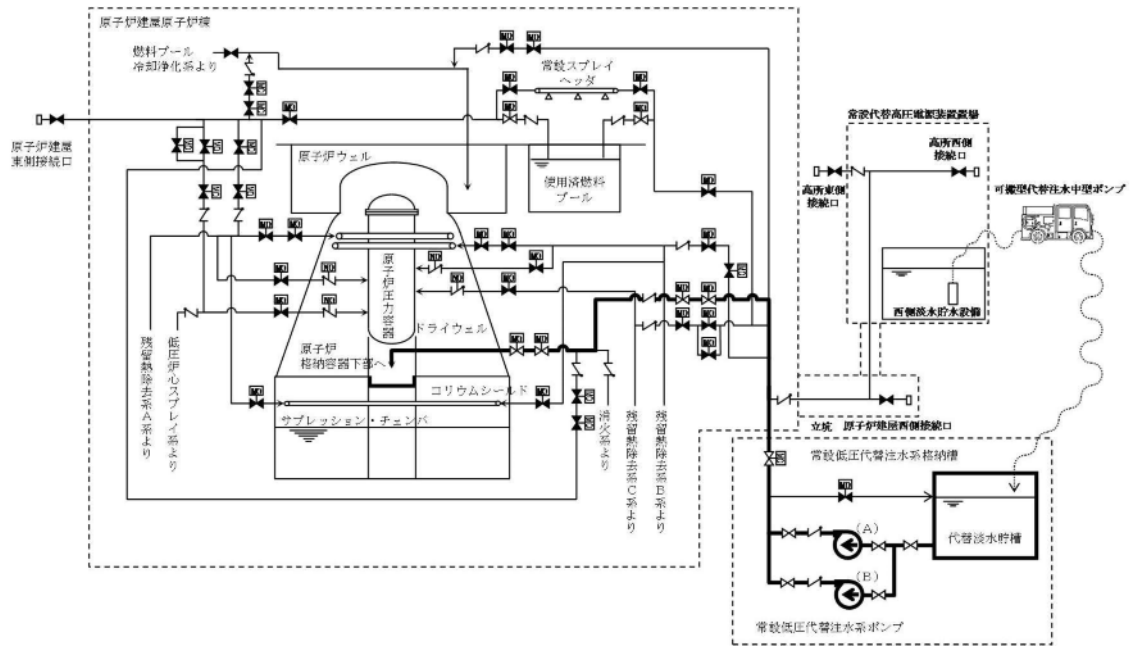 原子炉建屋原子炉棟
燃料プール
冷却浄化系より
原子炉建屋
東側接続口
常設スプレイ
ヘッダ
原子炉ウェル
使用済燃料
プール
原子炉圧力容器
ドライウェル
原子炉
格納容器下部へ
コリウムシールド
サプレッション・チェンバ
残留熱除去系A系より
低圧炉心スプレイ系より
消火系より
残留熱除去系C系より
残留熱除去系B系より
常設代替高圧電源装置置場
高所西側
接続口
高所東側
接続口
可搬型代替注水中型ポンプ
西側淡水貯水設備
立坑
原子炉建屋西側接続口
常設低圧代替注水系格納槽
代替淡水貯槽
(A)
(B)
常設低圧代替注水系ポンプ